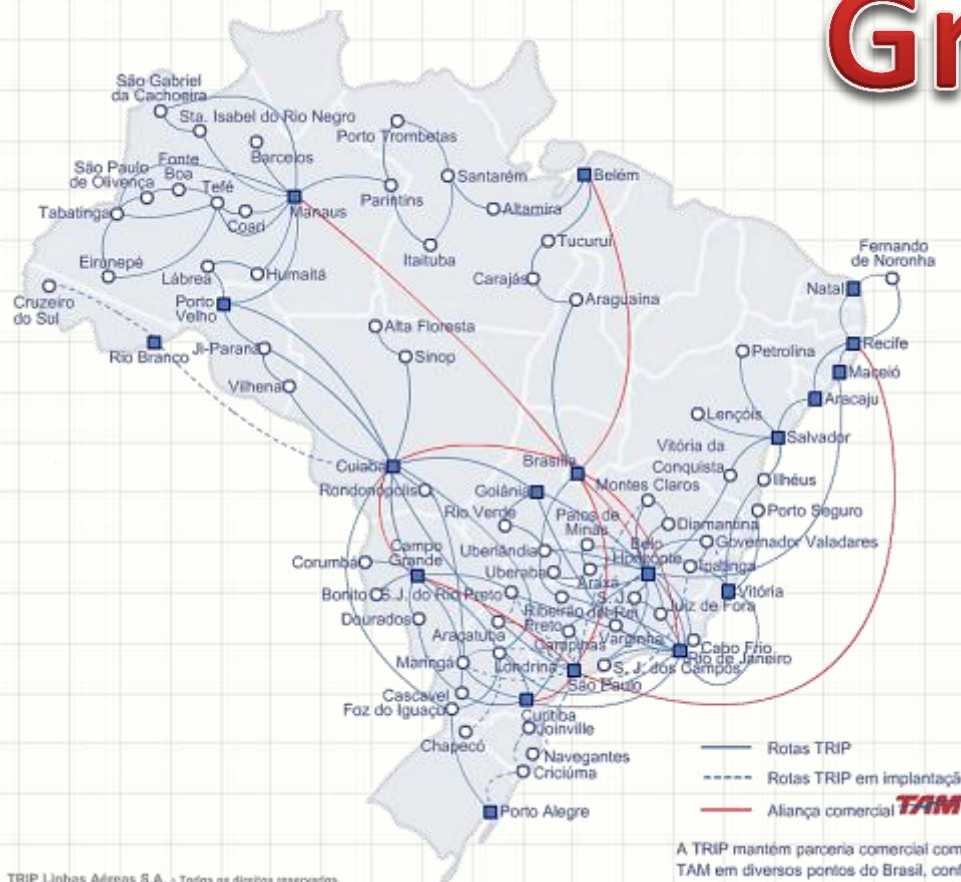 Gr
São Gabriel
da Cachoeira
Sta. Isabel do Rio Negro
Barcelos
Porto Trombetas
São Paulo
de Olivença
Fonte
Boa
Tefé
Tabatinga
Coari
Manaus
Parintins
Santarém
Belém
Altamira
Itaituba
Tucuruí
Carajás
Araguaina
Eirunepé
Lábrea
Humaitá
Cruzeiro
do Sul
Porto
Velho
Rio Branco
Ji-Paraná
Vilhena
Alta Floresta
Sinop
Fernando
de Noronha
Natal
Recife
Maceió
Aracaju
Petrolina
Lençóis
Salvador
Vitória da
Conquista
Ilhéus
Porto Seguro
Cuiabá
Rondonópolis
Brasília
Goiânia
Montes Claros
Rio Verde
Patos de
Minas
Diamantina
Governador Valadares
Belo
Horizonte
Ipatinga
Vitória
Corumbá
Campo
Grande
Uberlândia
Uberaba
Araxá
Bonito
S.J. do Rio Preto
S. J.
del Rei
Juiz de Fora
Dourados
Ribeirão
Preto
Araçatuba
Varginha
Campinas
Cabo Frio
Rio de Janeiro
Maringá
Londrina
S. J. dos Campos
São Paulo
Cascavel
Foz do Iguaçu
Curitiba
Joinville
Chapecó
Navegantes
Criciúma
Porto Alegre
Rotas TRIP
Rotas TRIP em implantaçã
Aliança comercial TAM
A TRIP mantém parceria comercial com
TAM em diversos pontos do Brasil, conf
TRIP Linhas Aéreas S.A. - Todos os direitos reservados.